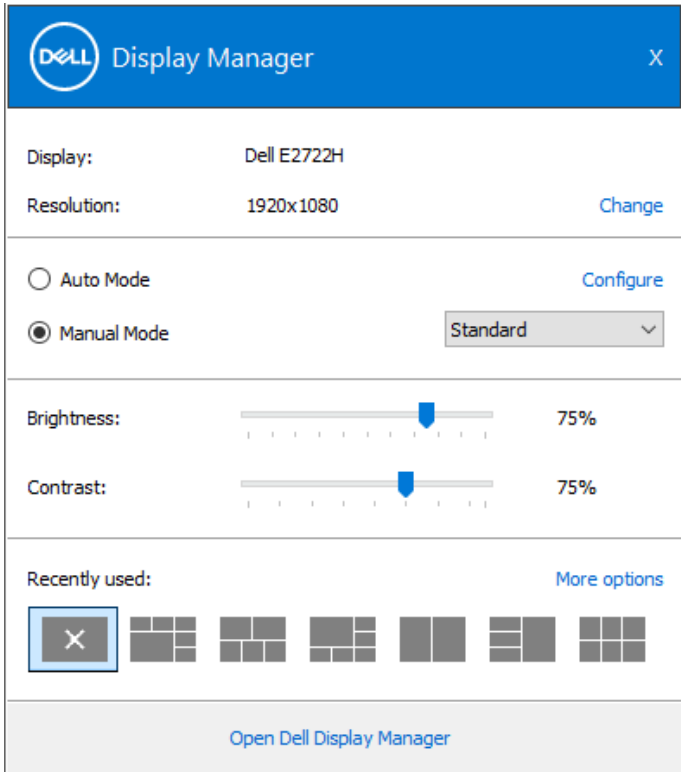 DELL Display Manager X
Display: Dell E2722H
Resolution: 1920x1080 Change
Auto Mode Configure
Manual Mode Standard
Brightness: 75%
Contrast: 75%
Recently used: More options
Open Dell Display Manager